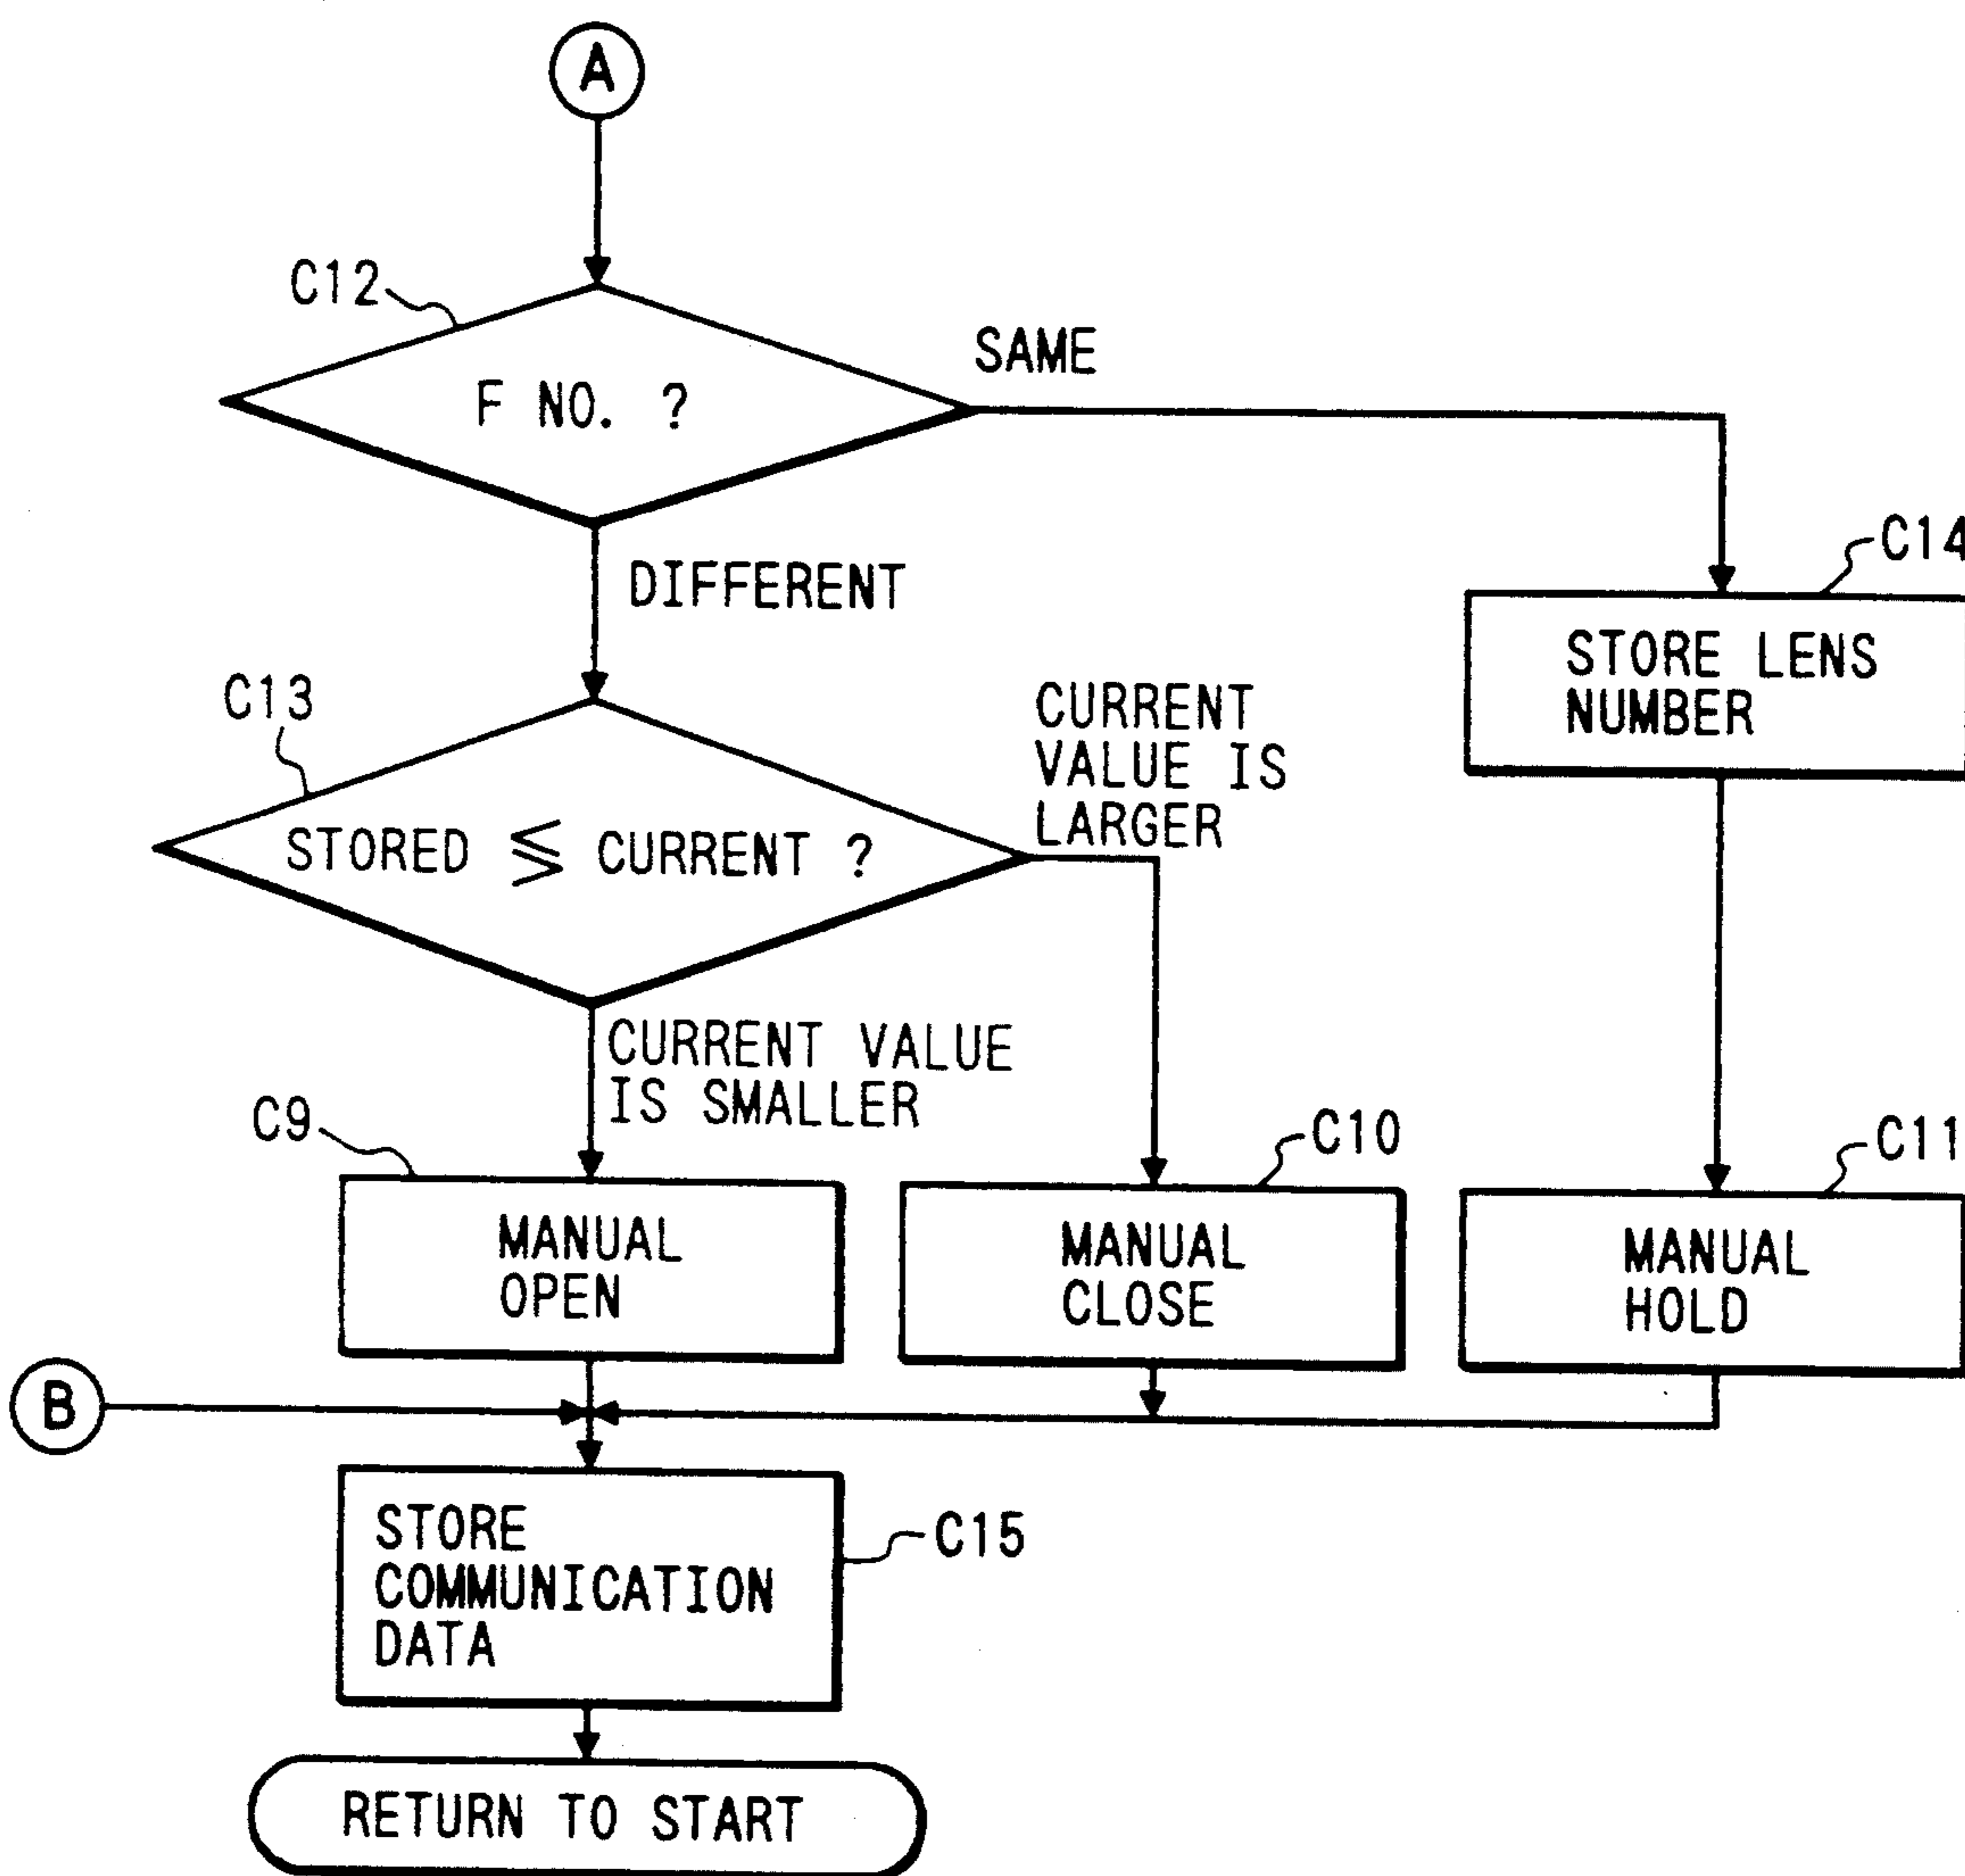 A
C12
SAME
F NO. ?
DIFFERENT
C14
STORE LENS
NUMBER
C13
CURRENT
VALUE IS
LARGER
STORED ≶ CURRENT ?
CURRENT VALUE
IS SMALLER
C9
C10
C11
MANUAL
OPEN
MANUAL
CLOSE
MANUAL
HOLD
B
STORE
COMMUNICATION
DATA
C15
RETURN TO START